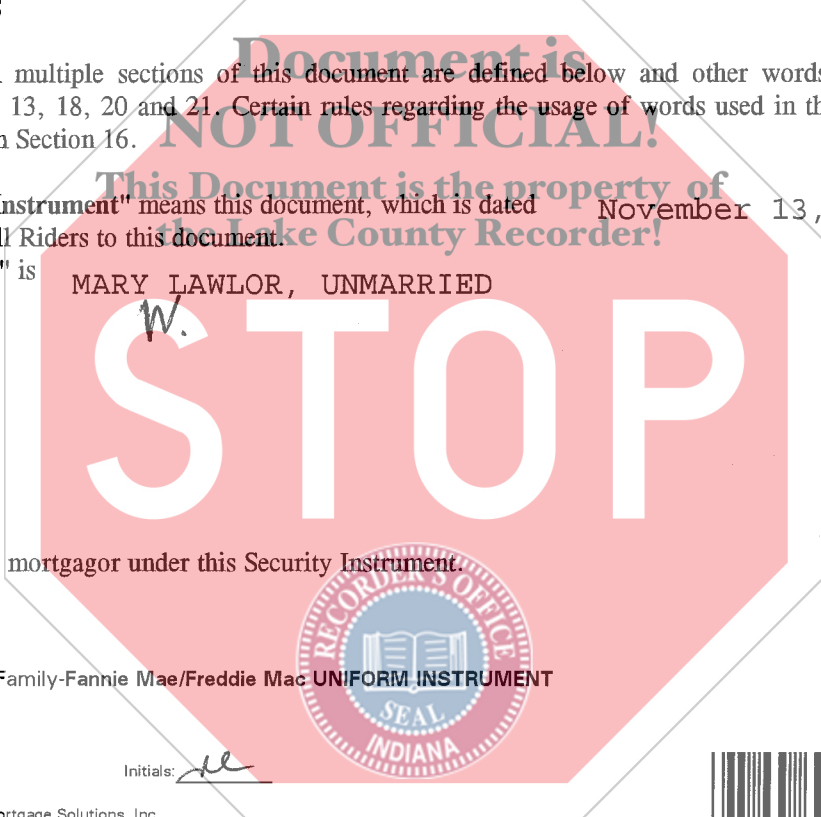 Document is
multiple sections of this document are defined below and other words
13, 18, 20 and 21. Certain rules regarding the usage of words used in th
NOT OFFICIAL!
n Section 16.
This Document is the property of
Instrument" means this document, which is dated November 13,
the Lake County Recorder!
ll Riders to this document.
" is
MARY LAWLOR, UNMARRIED
W.
STOP
mortgagor under this Security Instrument.
RECORDER'S OFFICE
SEAL
INDIANA
Family-Fannie Mae/Freddie Mac UNIFORM INSTRUMENT
Initials:
ortgage Solutions, Inc.